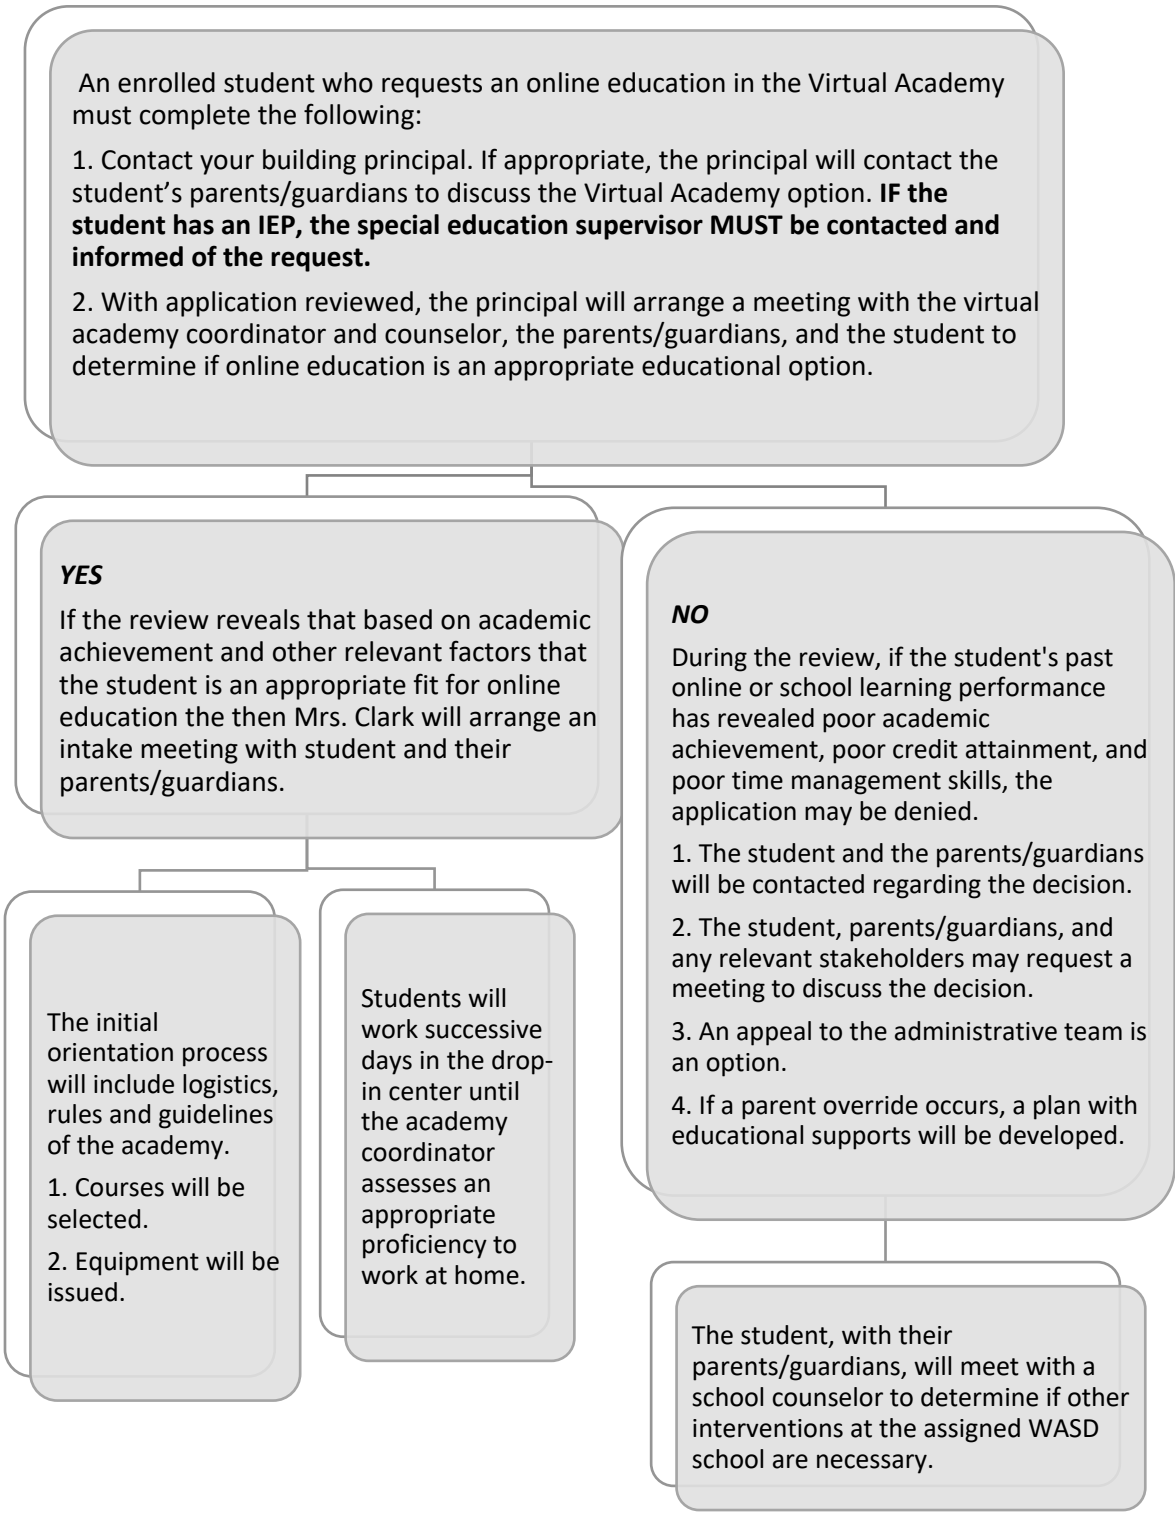 An enrolled student who requests an online education in the Virtual Academy
must complete the following:
1. Contact your building principal. If appropriate, the principal will contact the
student's parents/guardians to discuss the Virtual Academy option. IF the
student has an IEP, the special education supervisor MUST be contacted and
informed of the request.
2. With application reviewed, the principal will arrange a meeting with the virtual
academy coordinator and counselor, the parents/guardians, and the student to
determine if online education is an appropriate educational option.
YES
If the review reveals that based on academic
achievement and other relevant factors that
the student is an appropriate fit for online
education the then Mrs. Clark will arrange an
intake meeting with student and their
parents/guardians.
The initial
orientation process
will include logistics,
rules and guidelines
of the academy.
1. Courses will be
selected.
2. Equipment will be
issued.
Students will
work successive
days in the drop-
in center until
the academy
coordinator
assesses an
appropriate
proficiency to
work at home.
NO
During the review, if the student's past
online or school learning performance
has revealed poor academic
achievement, poor credit attainment, and
poor time management skills, the
application may be denied.
1. The student and the parents/guardians
will be contacted regarding the decision.
2. The student, parents/guardians, and
any relevant stakeholders may request a
meeting to discuss the decision.
3. An appeal to the administrative team is
an option.
4. If a parent override occurs, a plan with
educational supports will be developed.
The student, with their
parents/guardians, will meet with a
school counselor to determine if other
interventions at the assigned WASD
school are necessary.